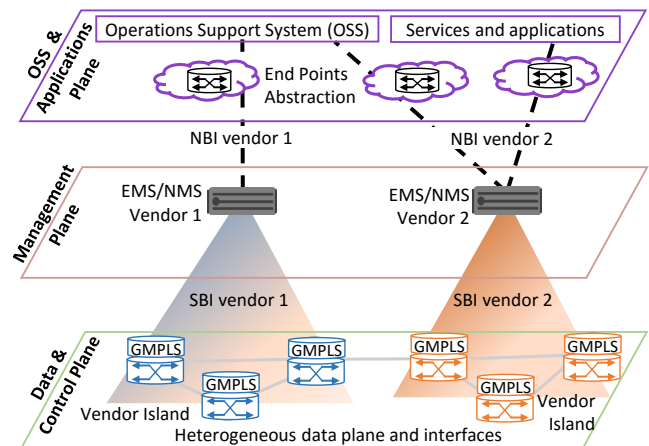 OSS &
Applications
Plane
Operations Support System (OSS)
Services and applications
End Points
Abstraction
NBI vendor 1
NBI vendor 2
Management
Plane
EMS/NMS
Vendor 1
EMS/NMS
Vendor 2
SBI vendor 1
SBI vendor 2
Data &
Control Plane
GMPLS
GMPLS
GMPLS
GMPLS
GMPLS
GMPLS
Vendor Island
Vendor
Island
Heterogeneous data plane and interfaces